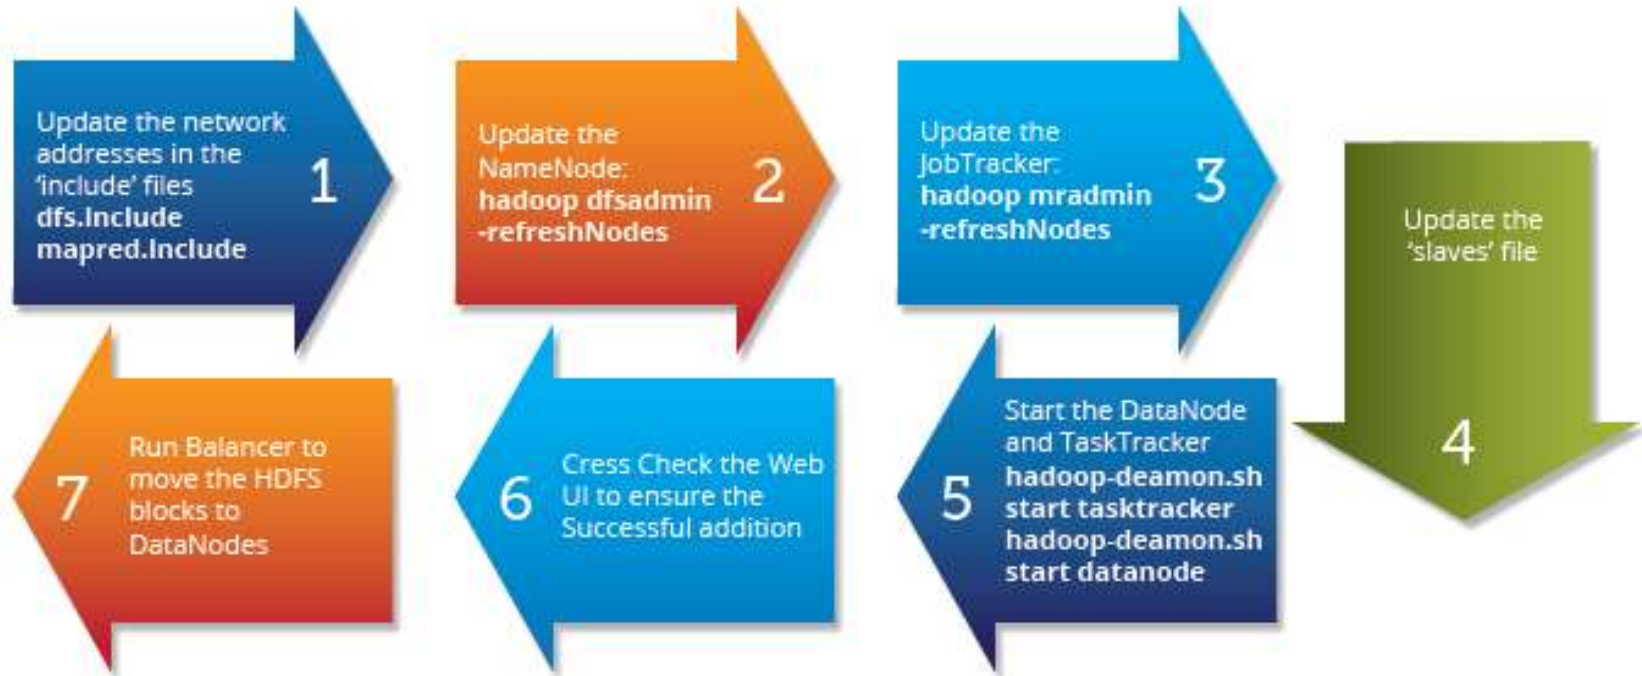 Update the network
addresses in the
'include' files
dfs.Include
mapred.Include
1
Update the
NameNode:
hadoop dfsadmin
-refreshNodes
2
Update the
JobTracker:
hadoop mradmin
-refreshNodes
3
Update the
'slaves' file
4
Start the DataNode
and TaskTracker
hadoop-deamon.sh
start tasktracker
hadoop-deamon.sh
start datanode
5
Cress Check the Web
UI to ensure the
Successful addition
6
Run Balancer to
move the HDFS
blocks to
DataNodes
7